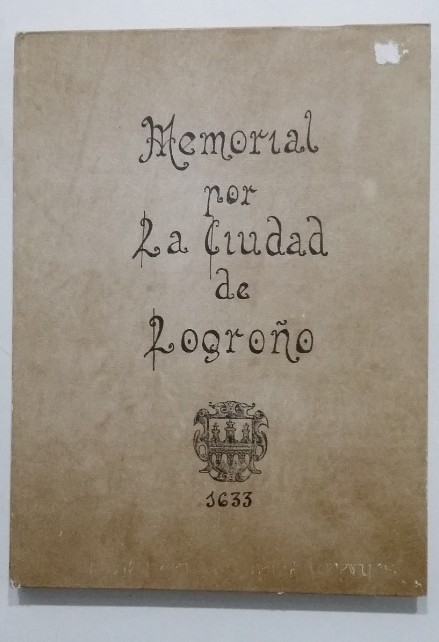 Memorial
por
La Ciudad
de
Logroño
1633